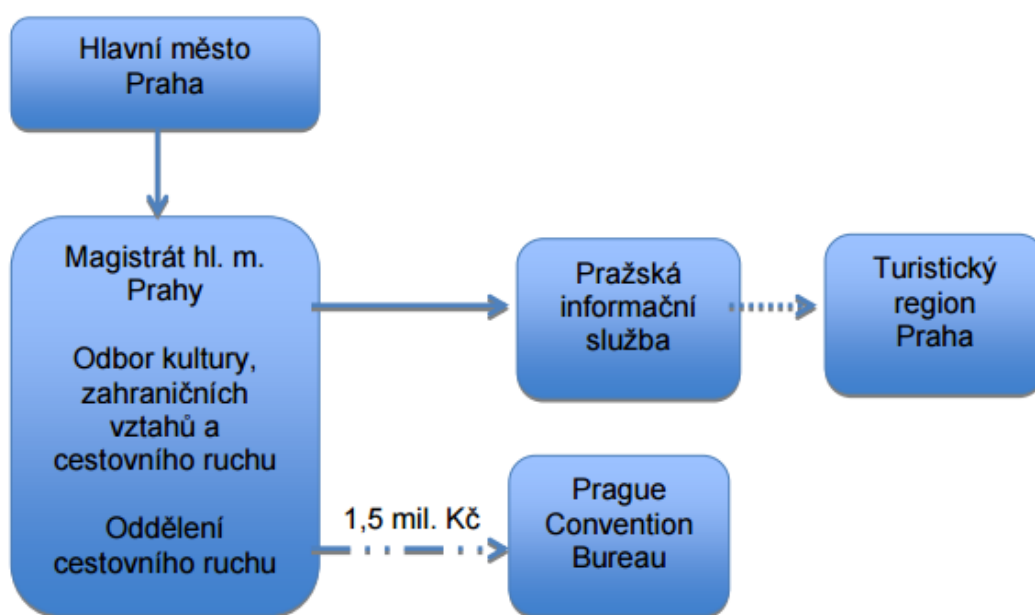 Hlavní město
Praha
Magistrát hl. m.
Prahy
Odbor kultury,
zahraničních
vztahů a
cestovního ruchu
Oddělení
cestovního ruchu
Pražská
informační
služba
Turistický
region
Praha
1,5 mil. Kč
Prague
Convention
Bureau